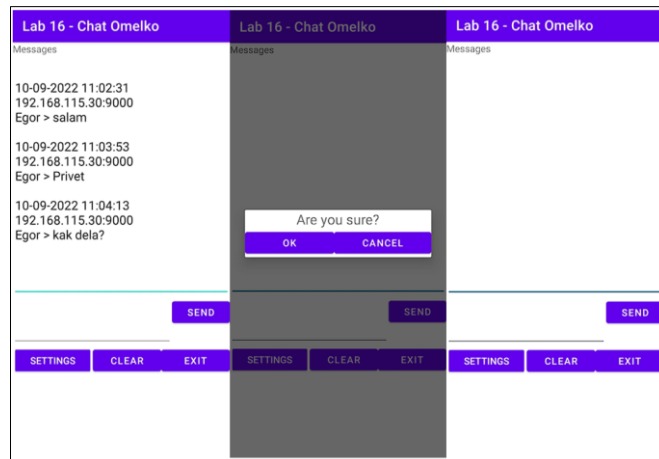 Lab 16 - Chat Omelko
Messages
10-09-2022 11:02:31
192.168.115.30:9000
Egor > salam
10-09-2022 11:03:53
192.168.115.30:9000
Egor > Privet
10-09-2022 11:04:13
192.168.115.30:9000
Egor > kak dela?
SEND
SETTINGS CLEAR EXIT
Lab 16 - Chat Omelko
Messages
Are you sure?
OK CANCEL
SEND
SETTINGS CLEAR EXIT
Lab 16 - Chat Omelko
Messages
SEND
SETTINGS CLEAR EXIT